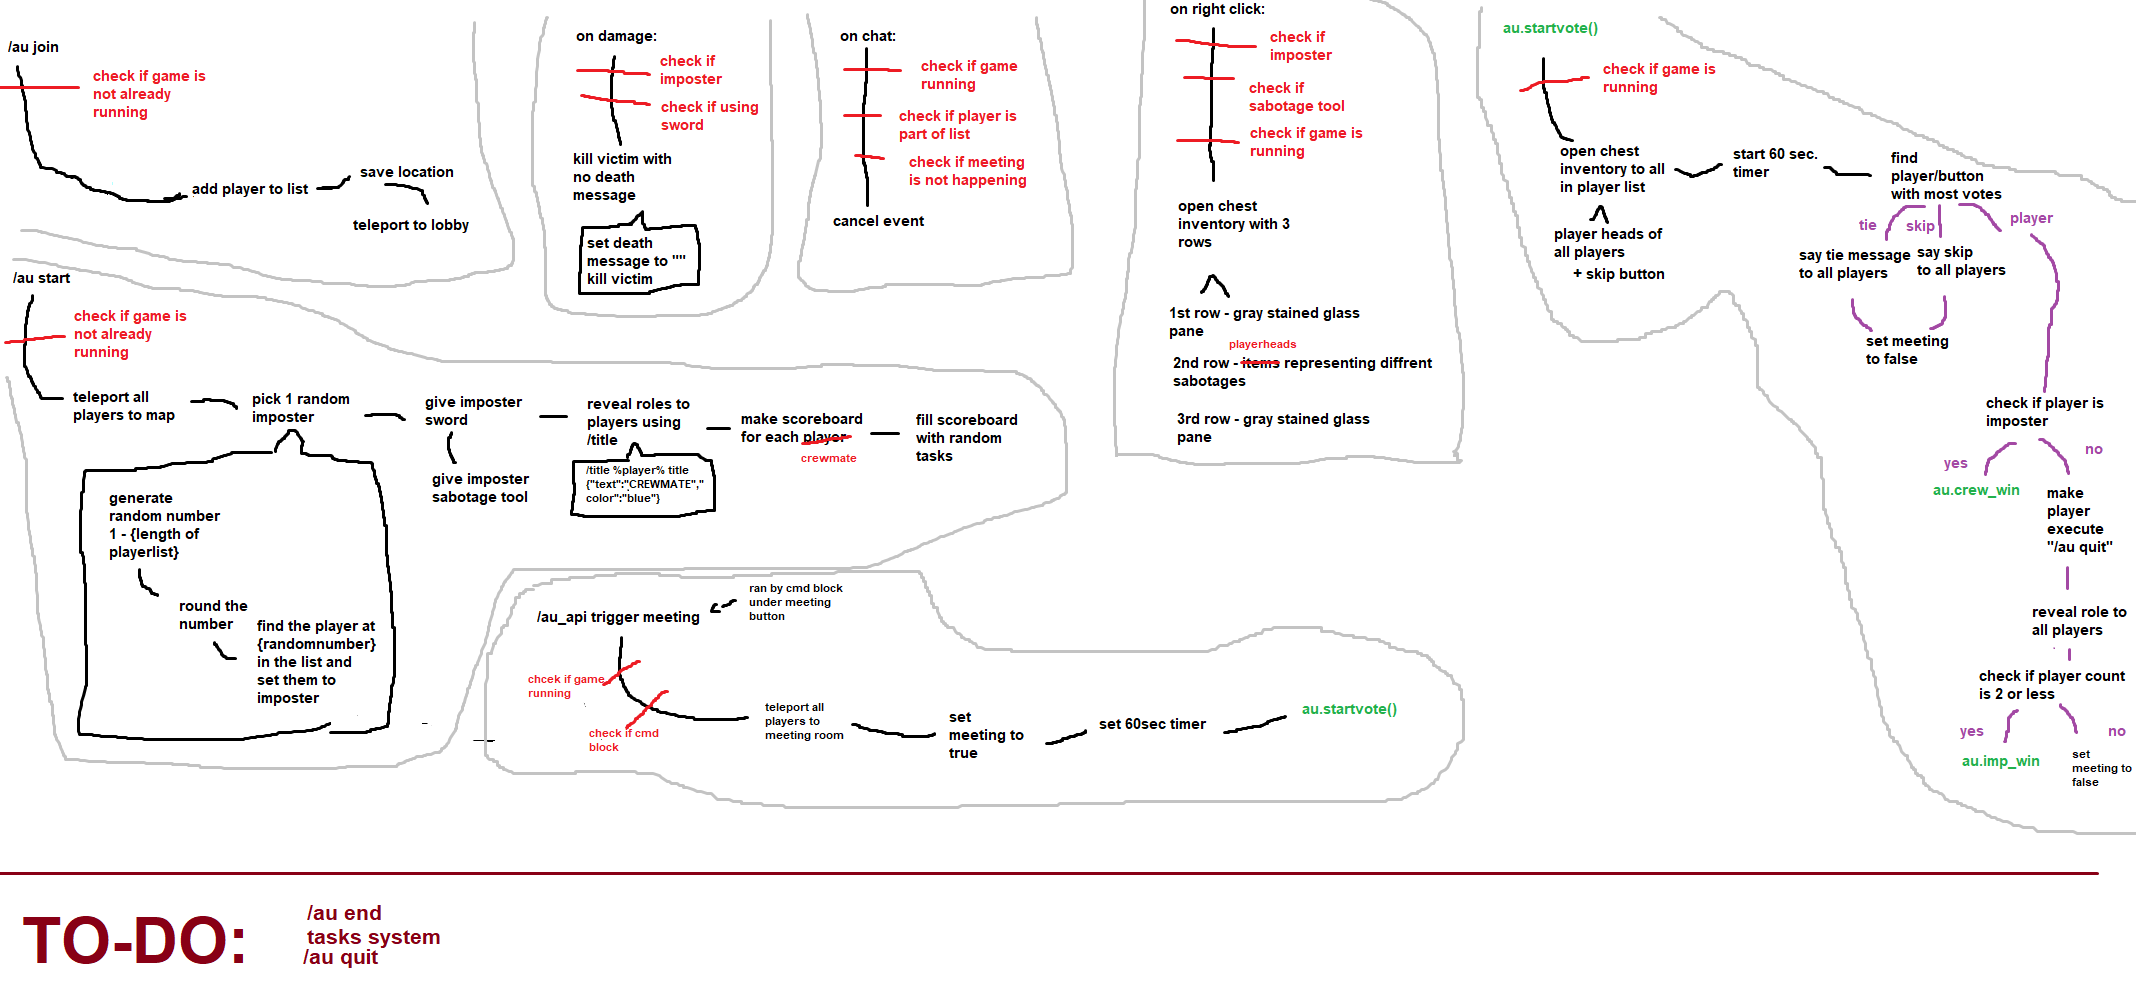 /au join
check if game is
not already
running
add player to list
save location
teleport to lobby
on damage:
check if
imposter
check if using
sword
kill victim with
no death
message
set death
message to ""
kill victim
on chat:
check if game
running
check if player is
part of list
check if meeting
is not happening
cancel event
on right click:
check if
imposter
check if
sabotage tool
check if game is
running
open chest
inventory with 3
rows
1st row - gray stained glass
pane
playerheads
2nd row - items representing diffrent
sabotages
3rd row - gray stained glass
pane
au.startvote()
check if game is
running
open chest
inventory to all
in player list
player heads of
all players
+ skip button
start 60 sec.
timer
find
player/button
with most votes
tie
skip
player
say tie message
to all players
say skip
to all players
set meeting
to false
check if player is
imposter
yes
no
au.crew_win
make
player
execute
"/au quit"
reveal role to
all players
check if player count
is 2 or less
yes
no
au.imp_win
set
meeting to
false
/au start
check if game is
not already
running
teleport all
players to map
pick 1 random
imposter
generate
random number
1 - {length of
playerlist}
round the
number
find the player at
{randomnumber}
in the list and
set them to
imposter
give imposter
sword
give imposter
sabotage tool
reveal roles to
players using
/title
/title %player% title
{"text":"CREWMATE","
color":"blue"}
make scoreboard
for each player
crewmate
fill scoreboard
with random
tasks
/au_api trigger meeting
ran by cmd block
under meeting
button
chcek if game
running
check if cmd
block
teleport all
players to
meeting room
set
meeting to
true
set 60sec timer
au.startvote()
TO-DO:
/au end
tasks system
/au quit